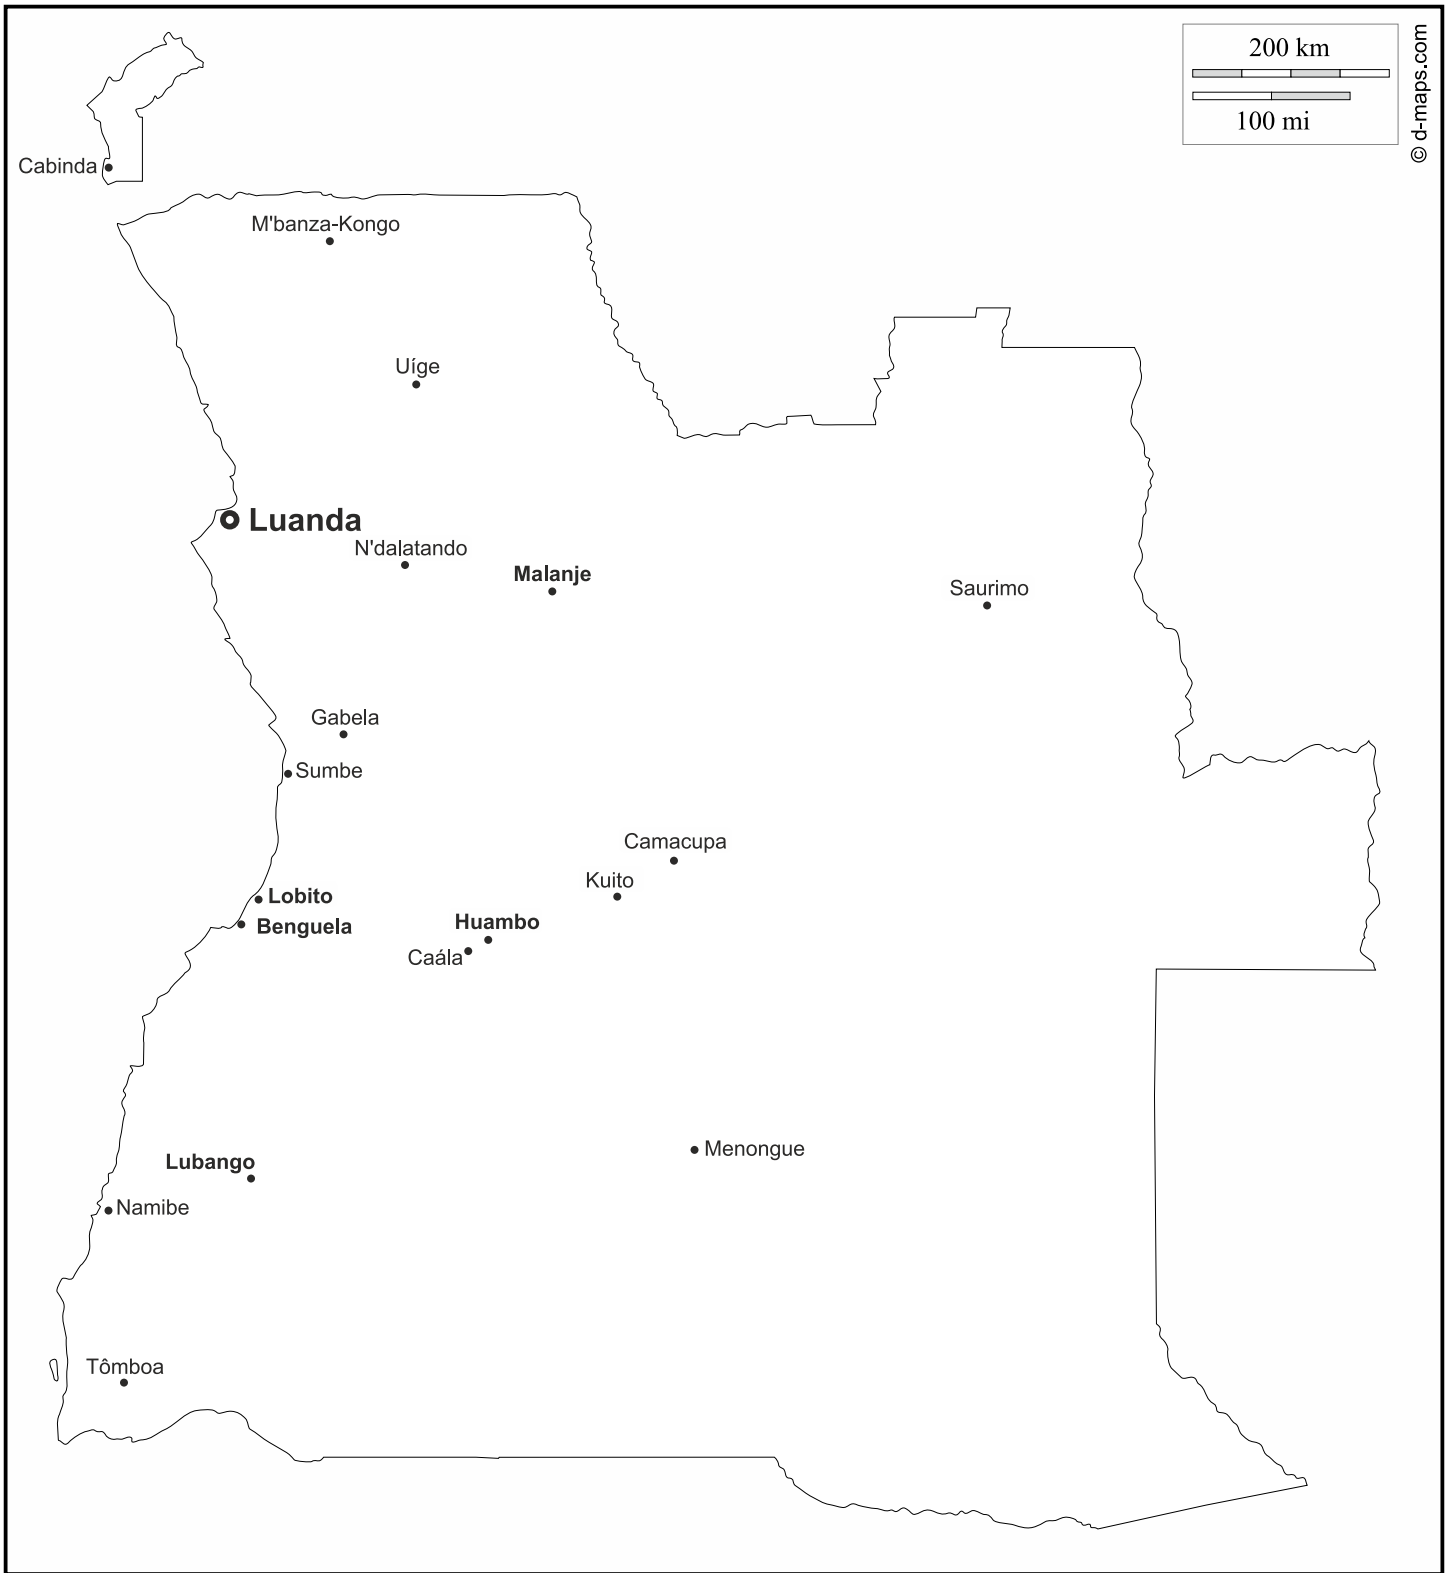 200 km
100 mi
© d-maps.com
Cabinda
M'banza-Kongo
Uíge
Luanda
N'dalatando
Malanje
Saurimo
Gabela
Sumbe
Camacupa
Kuito
Lobito
Benguela
Huambo
Caála
Menongue
Lubango
Namibe
Tômboa